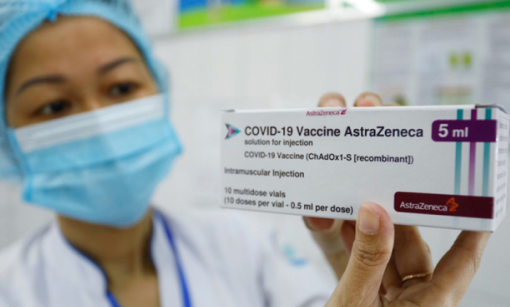 AstraZeneca
COVID-19 Vaccine AstraZeneca
5 ml
solution for injection
COVID-19 Vaccine (ChAdOx1-S [recombinant])
Intramuscular Injection
10 multidose vials
(10 doses per vial - 0.5 ml per dose)
AstraZeneca